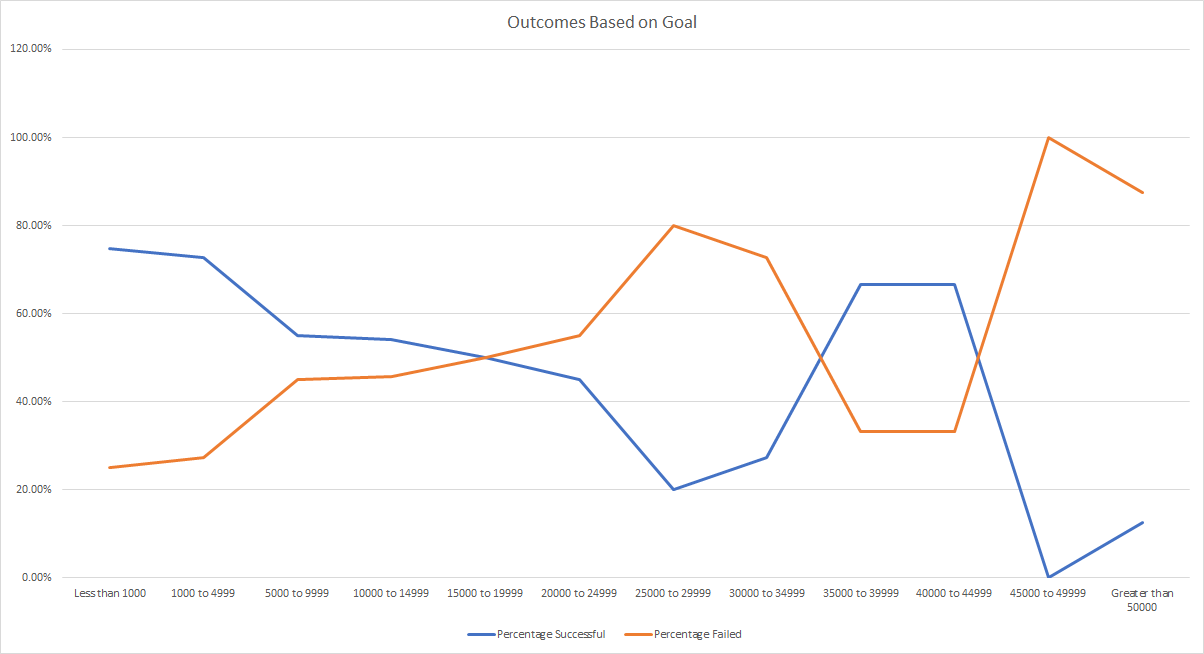 Outcomes Based on Goal
120.00%
100.00%
80.00%
60.00%
40.00%
20.00%
0.00%
Less than 1000 1000 to 4999 5000 to 9999 10000 to 14999 15000 to 19999 20000 to 24999 25000 to 29999 30000 to 34999 35000 to 39999 40000 to 44999 45000 to 49999 Greater than
50000
Percentage Successful Percentage Failed